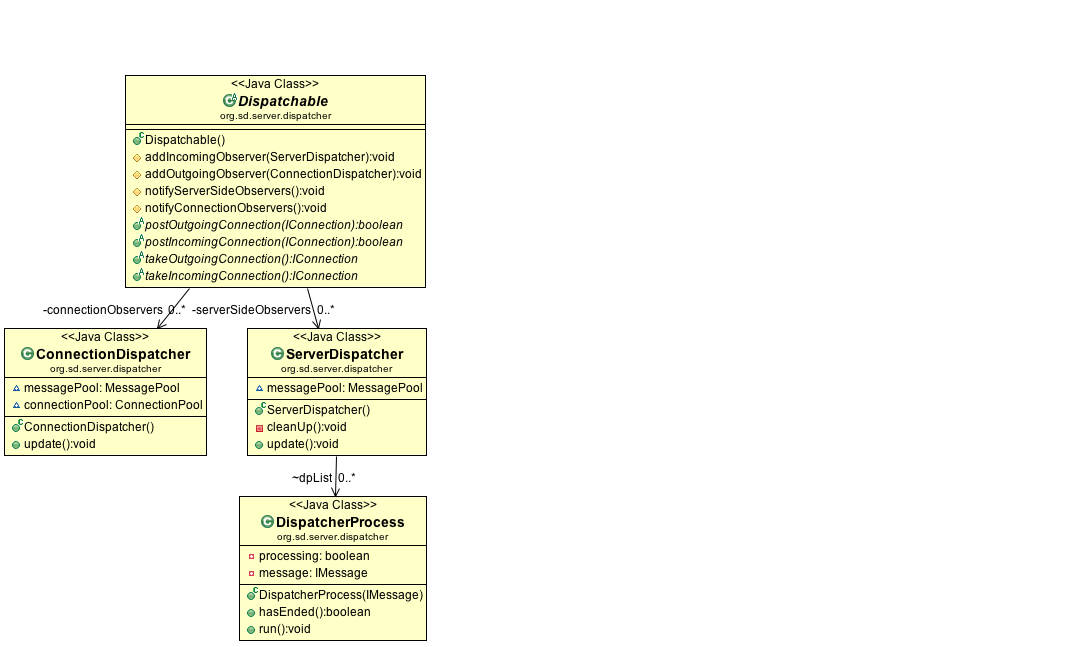 <<Java Class>>
Dispatchable
org.sd.server.dispatcher
Dispatchable()
addIncomingObserver(ServerDispatcher):void
addOutgoingObserver(ConnectionDispatcher):void
notifyServerSideObservers():void
notifyConnectionObservers():void
postOutgoingConnection(IConnection):boolean
postIncomingConnection(IConnection):boolean
takeOutgoingConnection():IConnection
takeIncomingConnection():IConnection
-connectionObservers 0..*
-serverSideObservers 0..*
<<Java Class>>
ConnectionDispatcher
org.sd.server.dispatcher
messagePool: MessagePool
connectionPool: ConnectionPool
ConnectionDispatcher()
update():void
<<Java Class>>
ServerDispatcher
org.sd.server.dispatcher
messagePool: MessagePool
ServerDispatcher()
cleanUp():void
update():void
~dpList 0..*
<<Java Class>>
DispatcherProcess
org.sd.server.dispatcher
processing: boolean
message: IMessage
DispatcherProcess(IMessage)
hasEnded():boolean
run():void